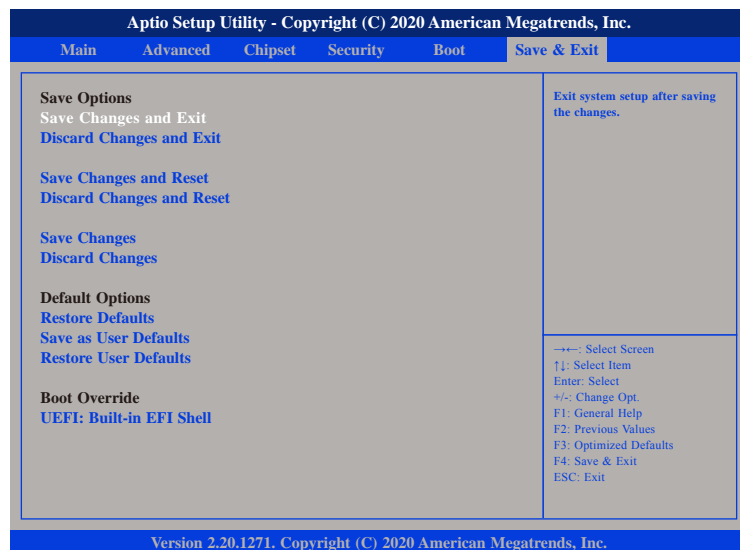 Aptio Setup Utility - Copyright (C) 2020 American Megatrends, Inc.
Main Advanced Chipset Security Boot Save & Exit
Save Options
Save Changes and Exit
Discard Changes and Exit
Save Changes and Reset
Discard Changes and Reset
Save Changes
Discard Changes
Default Options
Restore Defaults
Save as User Defaults
Restore User Defaults
Boot Override
UEFI: Built-in EFI Shell
Exit system setup after saving
the changes.
→←: Select Screen
↑↓: Select Item
Enter: Select
+/-: Change Opt.
F1: General Help
F2: Previous Values
F3: Optimized Defaults
F4: Save & Exit
ESC: Exit
Version 2.20.1271. Copyright (C) 2020 American Megatrends, Inc.